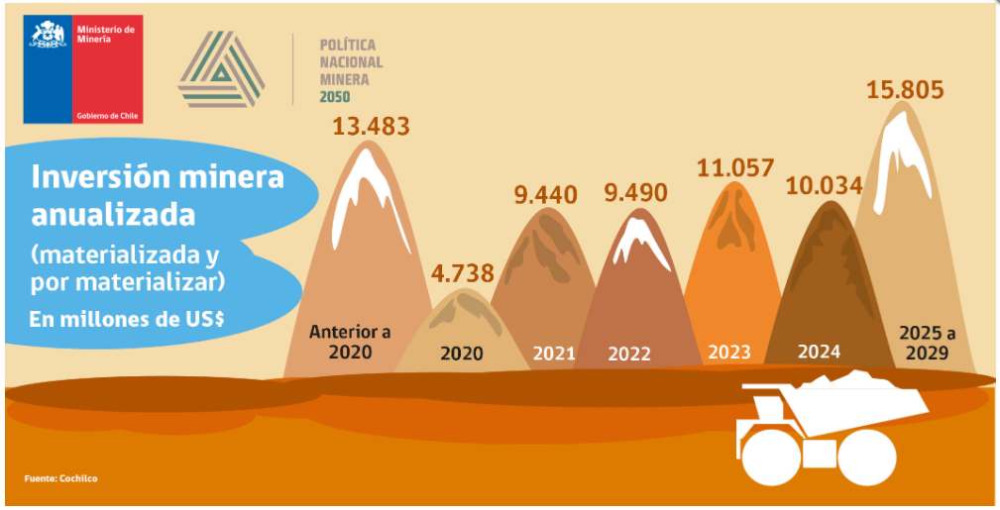 Ministerio de
Minería
Gobierno de Chile
POLÍTICA
NACIONAL
MINERA
2050
Inversión minera
anualizada
(materializada y
por materializar)
En millones de US$
13.483
4.738
9.440
9.490
11.057
10.034
15.805
Anterior a
2020
2020
2021
2022
2023
2024
2025 a
2029
Fuente: Cochilco